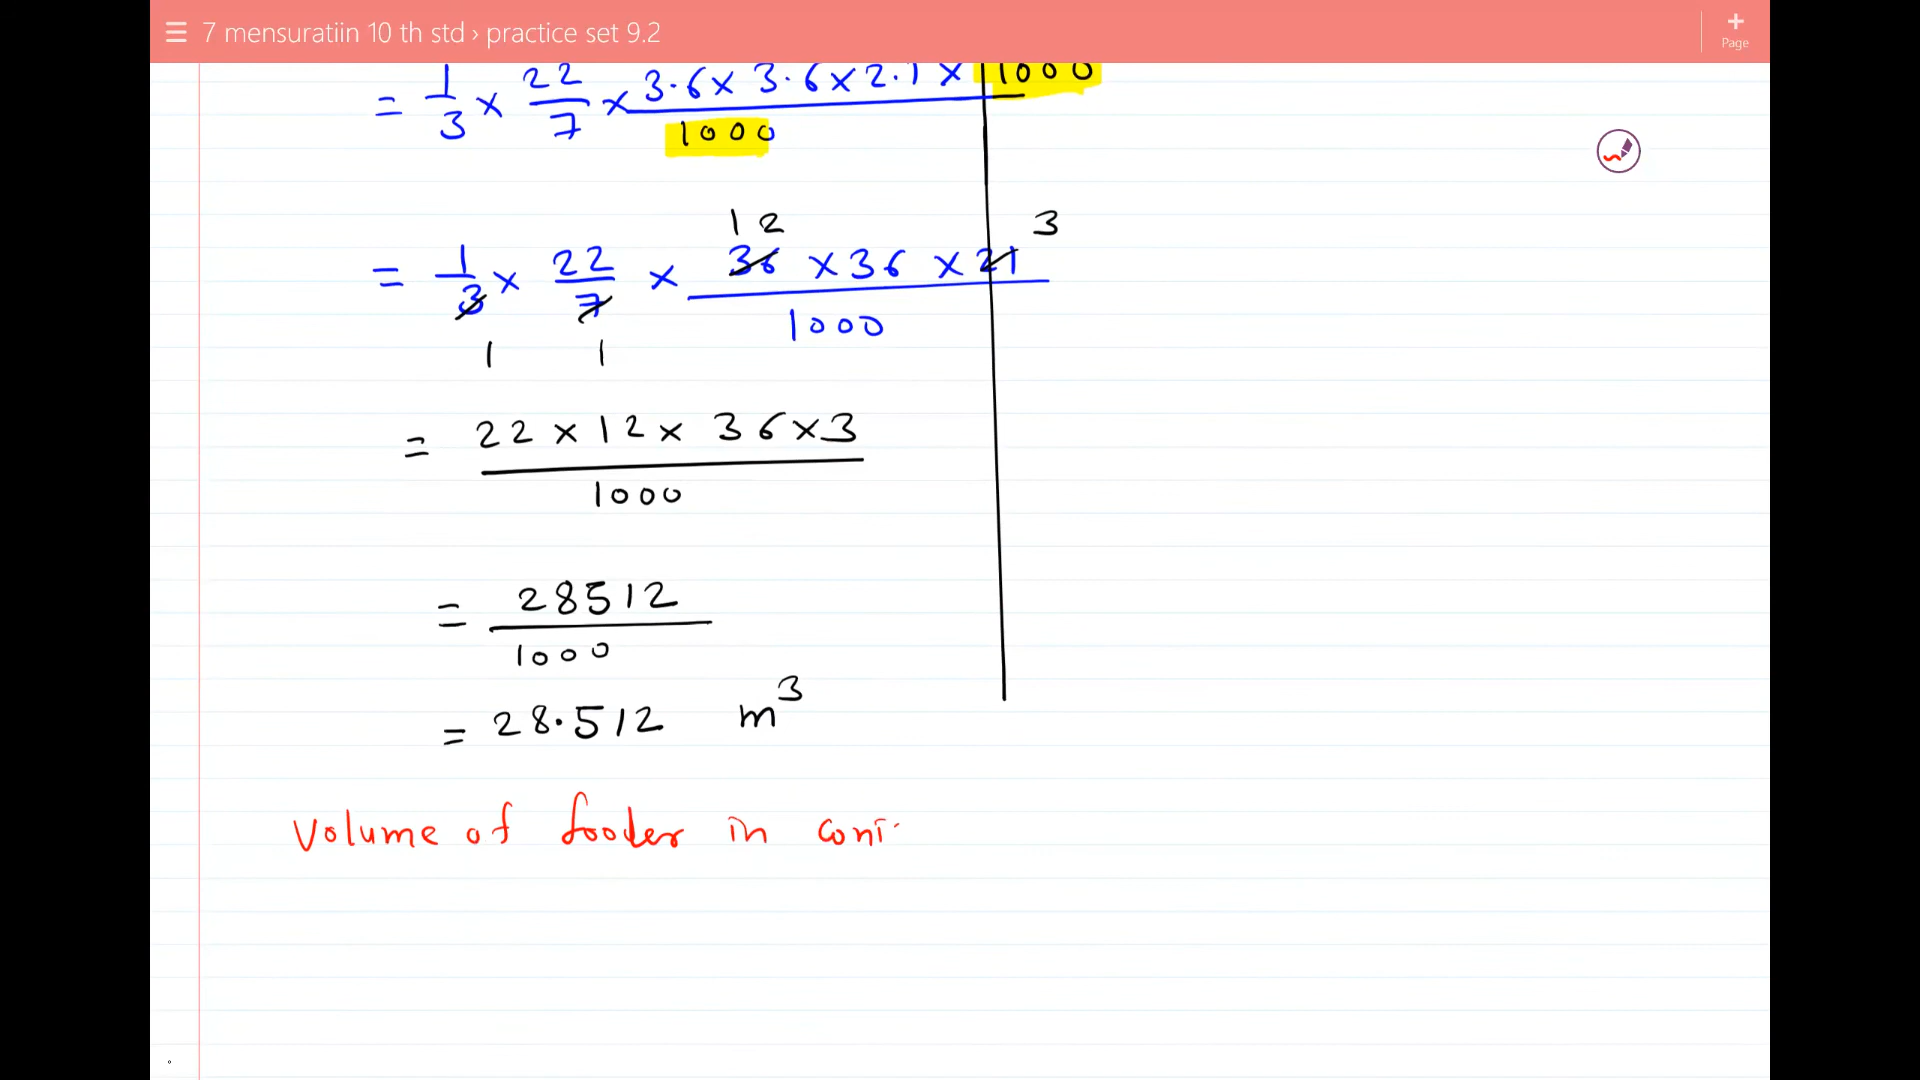 7 mensuratiin 10 th std › practice set 9.2
+
Page
= 1/3 × 22/7 × 3.6 × 3.6 × 2.1 × 1000 / 1000
12 3
= 1/3 × 22/7 × 36 × 36 × 21 / 1000
1 1
= 22 × 12 × 36 × 3 / 1000
= 28512 / 1000
= 28.512 m³
Volume of fooder in coni